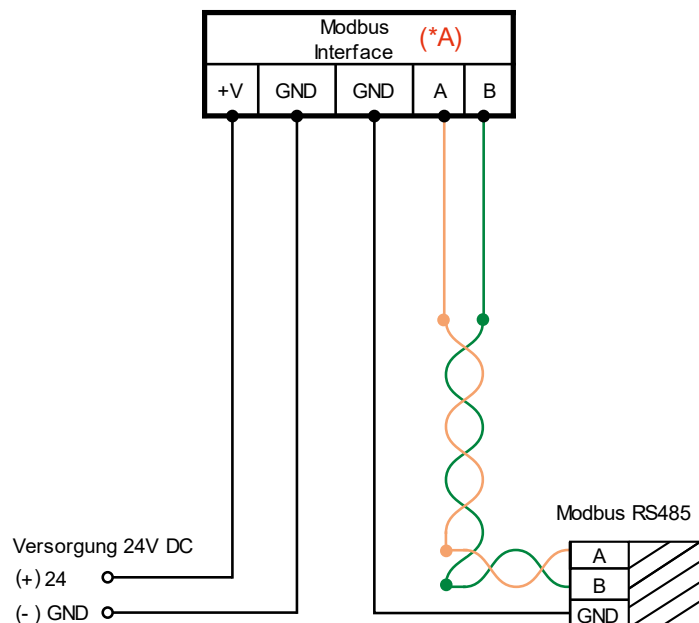 Modbus
Interface (*A)
+V GND GND A B
Modbus RS485
Versorgung 24V DC
A
(+) 24
B
(-) GND
GND